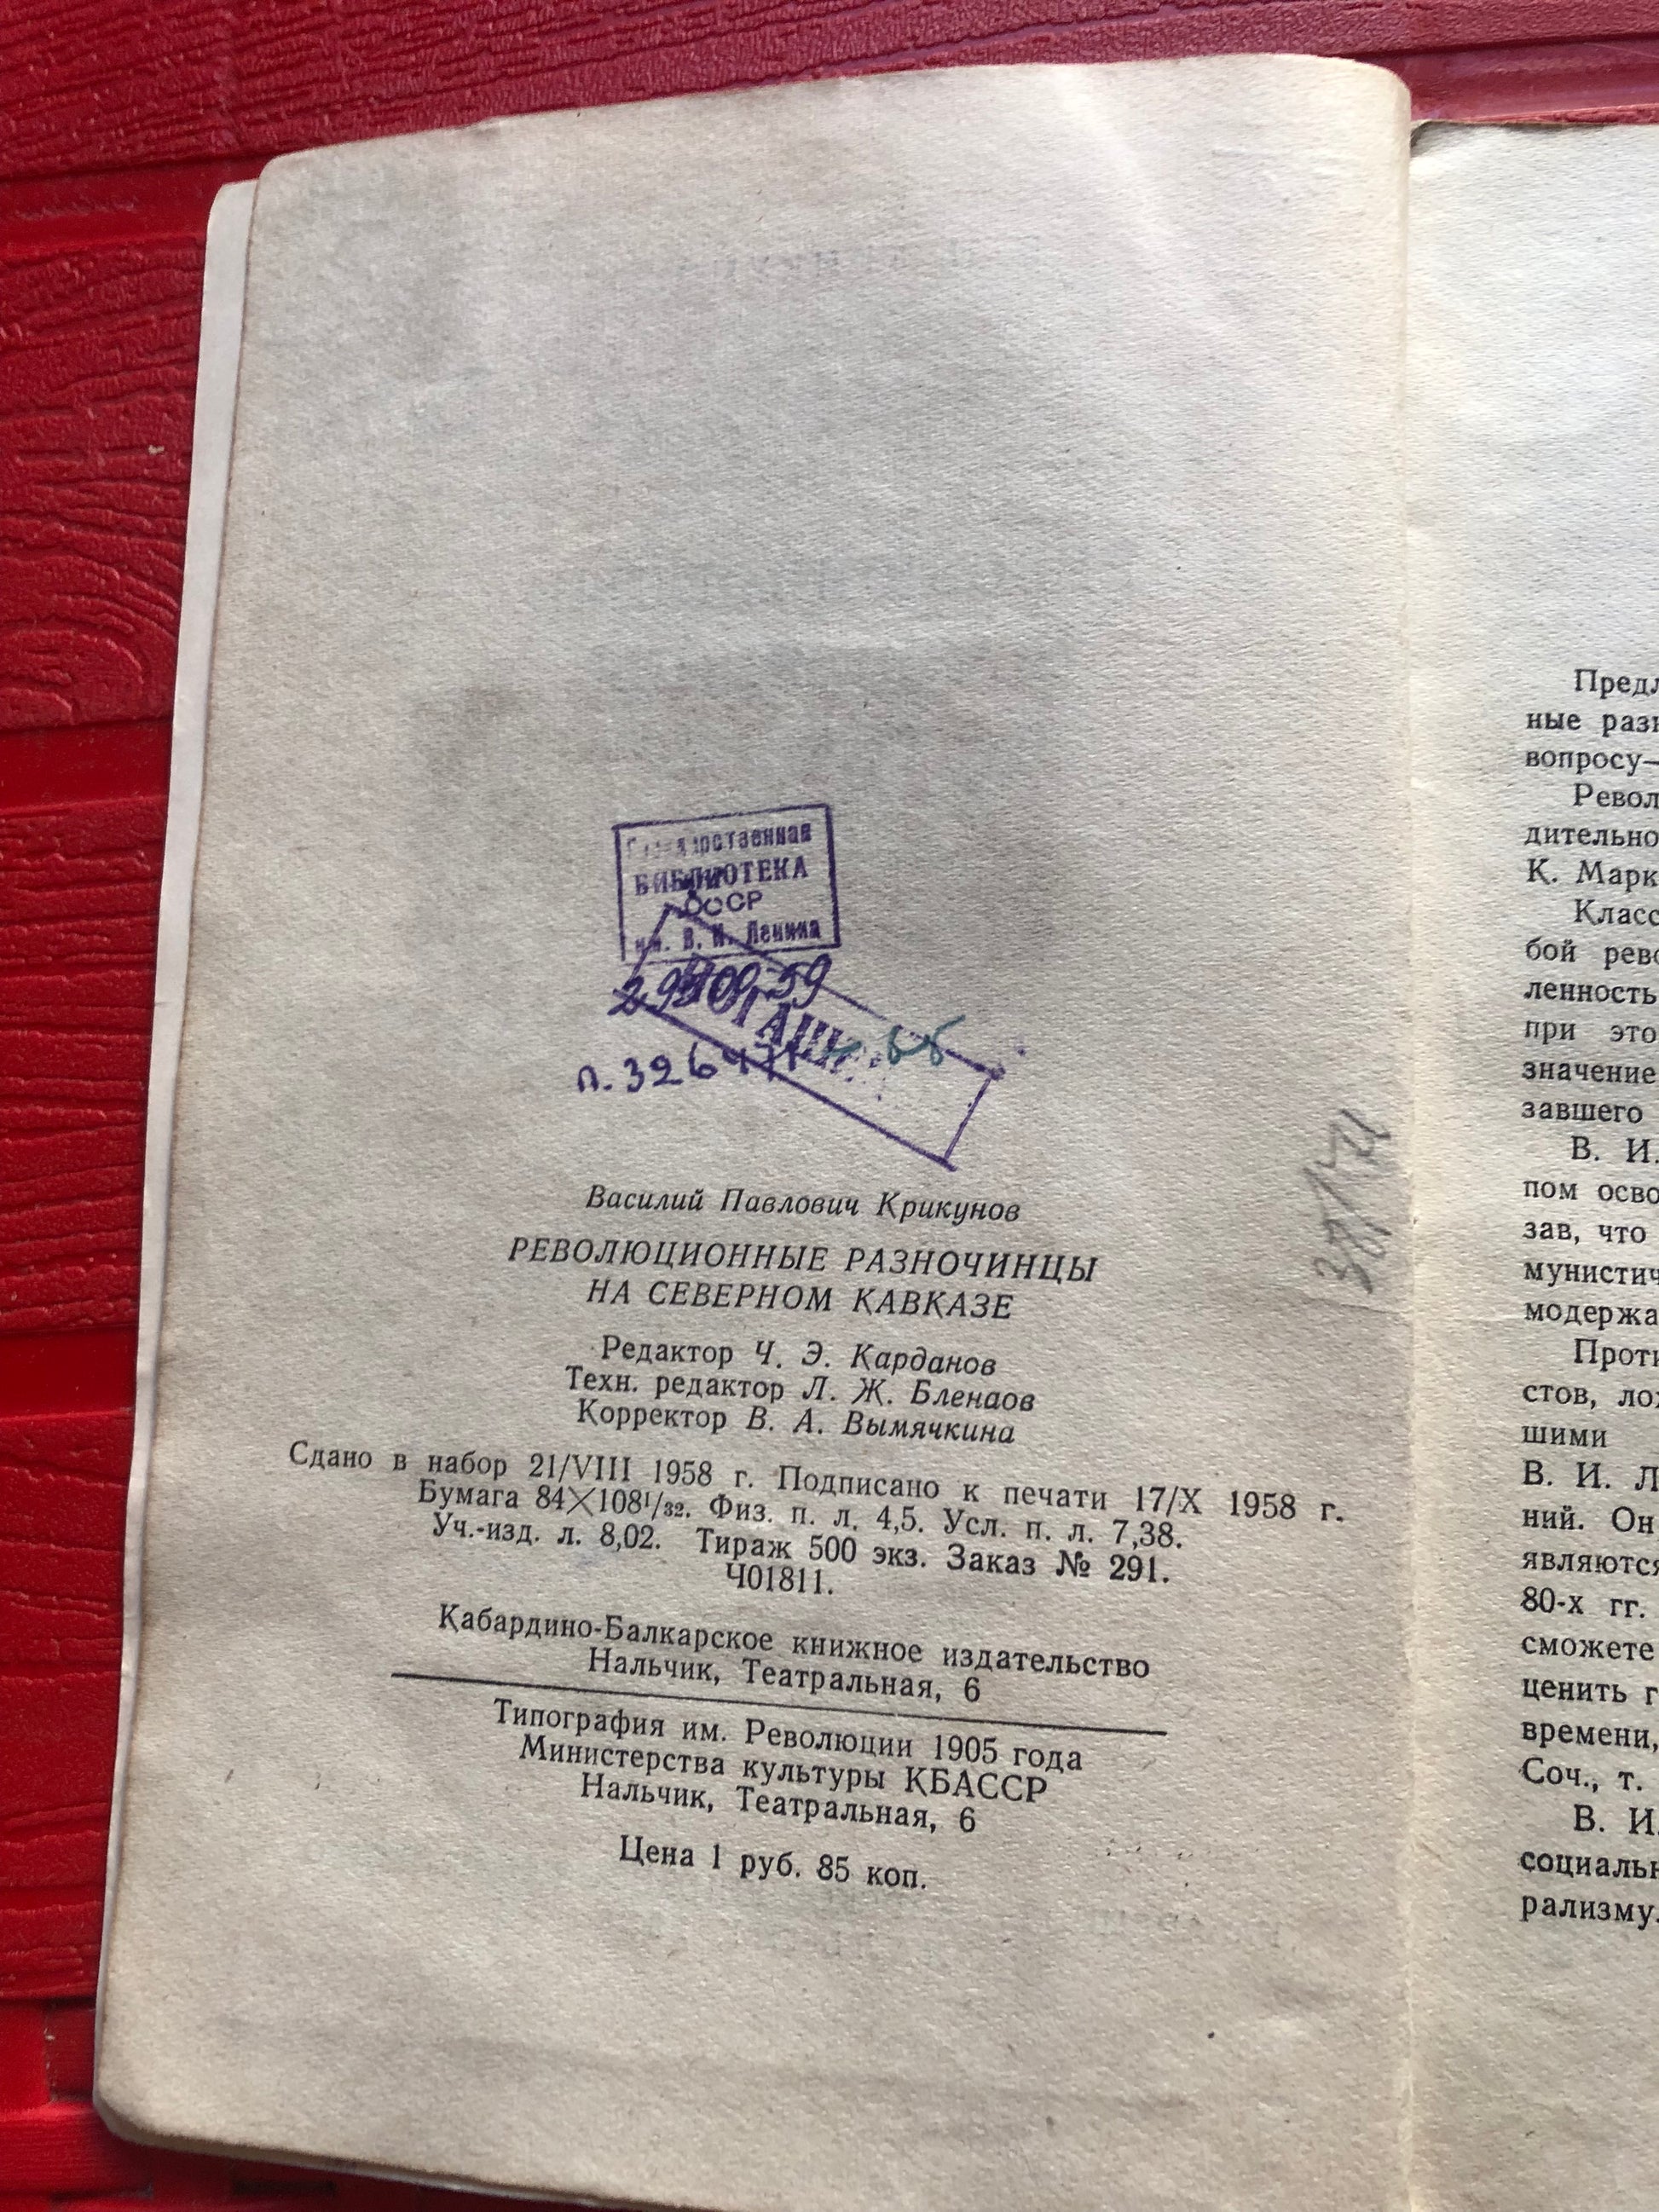 Государственная
БИБЛИОТЕКА
СССР
им. В. И. Ленина
59
п. 32647
Василий Павлович Крикунов
РЕВОЛЮЦИОННЫЕ РАЗНОЧИНЦЫ
НА СЕВЕРНОМ КАВКАЗЕ
Редактор Ч. Э. Карданов
Техн. редактор Л. Ж. Бленаов
Корректор В. А. Вымячкина
Сдано в набор 21/VIII 1958 г. Подписано к печати 17/X 1958 г.
Бумага 84×108¹/₃₂. Физ. п. л. 4,5. Усл. п. л. 7,38.
Уч.-изд. л. 8,02. Тираж 500 экз. Заказ № 291.
Ч01811.
Кабардино-Балкарское книжное издательство
Нальчик, Театральная, 6
Типография им. Революции 1905 года
Министерства культуры КБАССР
Нальчик, Театральная, 6
Цена 1 руб. 85 коп.
Предл
ные разн
вопросу—
Револ
дительно
К. Марк
Класс
бой рево
ленность
при это
значение
завшего
В. И.
пом осво
зав, что
мунистич
модержа
Проти
стов, лож
шими
В. И. Л
ний. Он
являются
80-х гг.
сможете
ценить г
времени,
Соч., т.
В. И.
социальн
рализму.